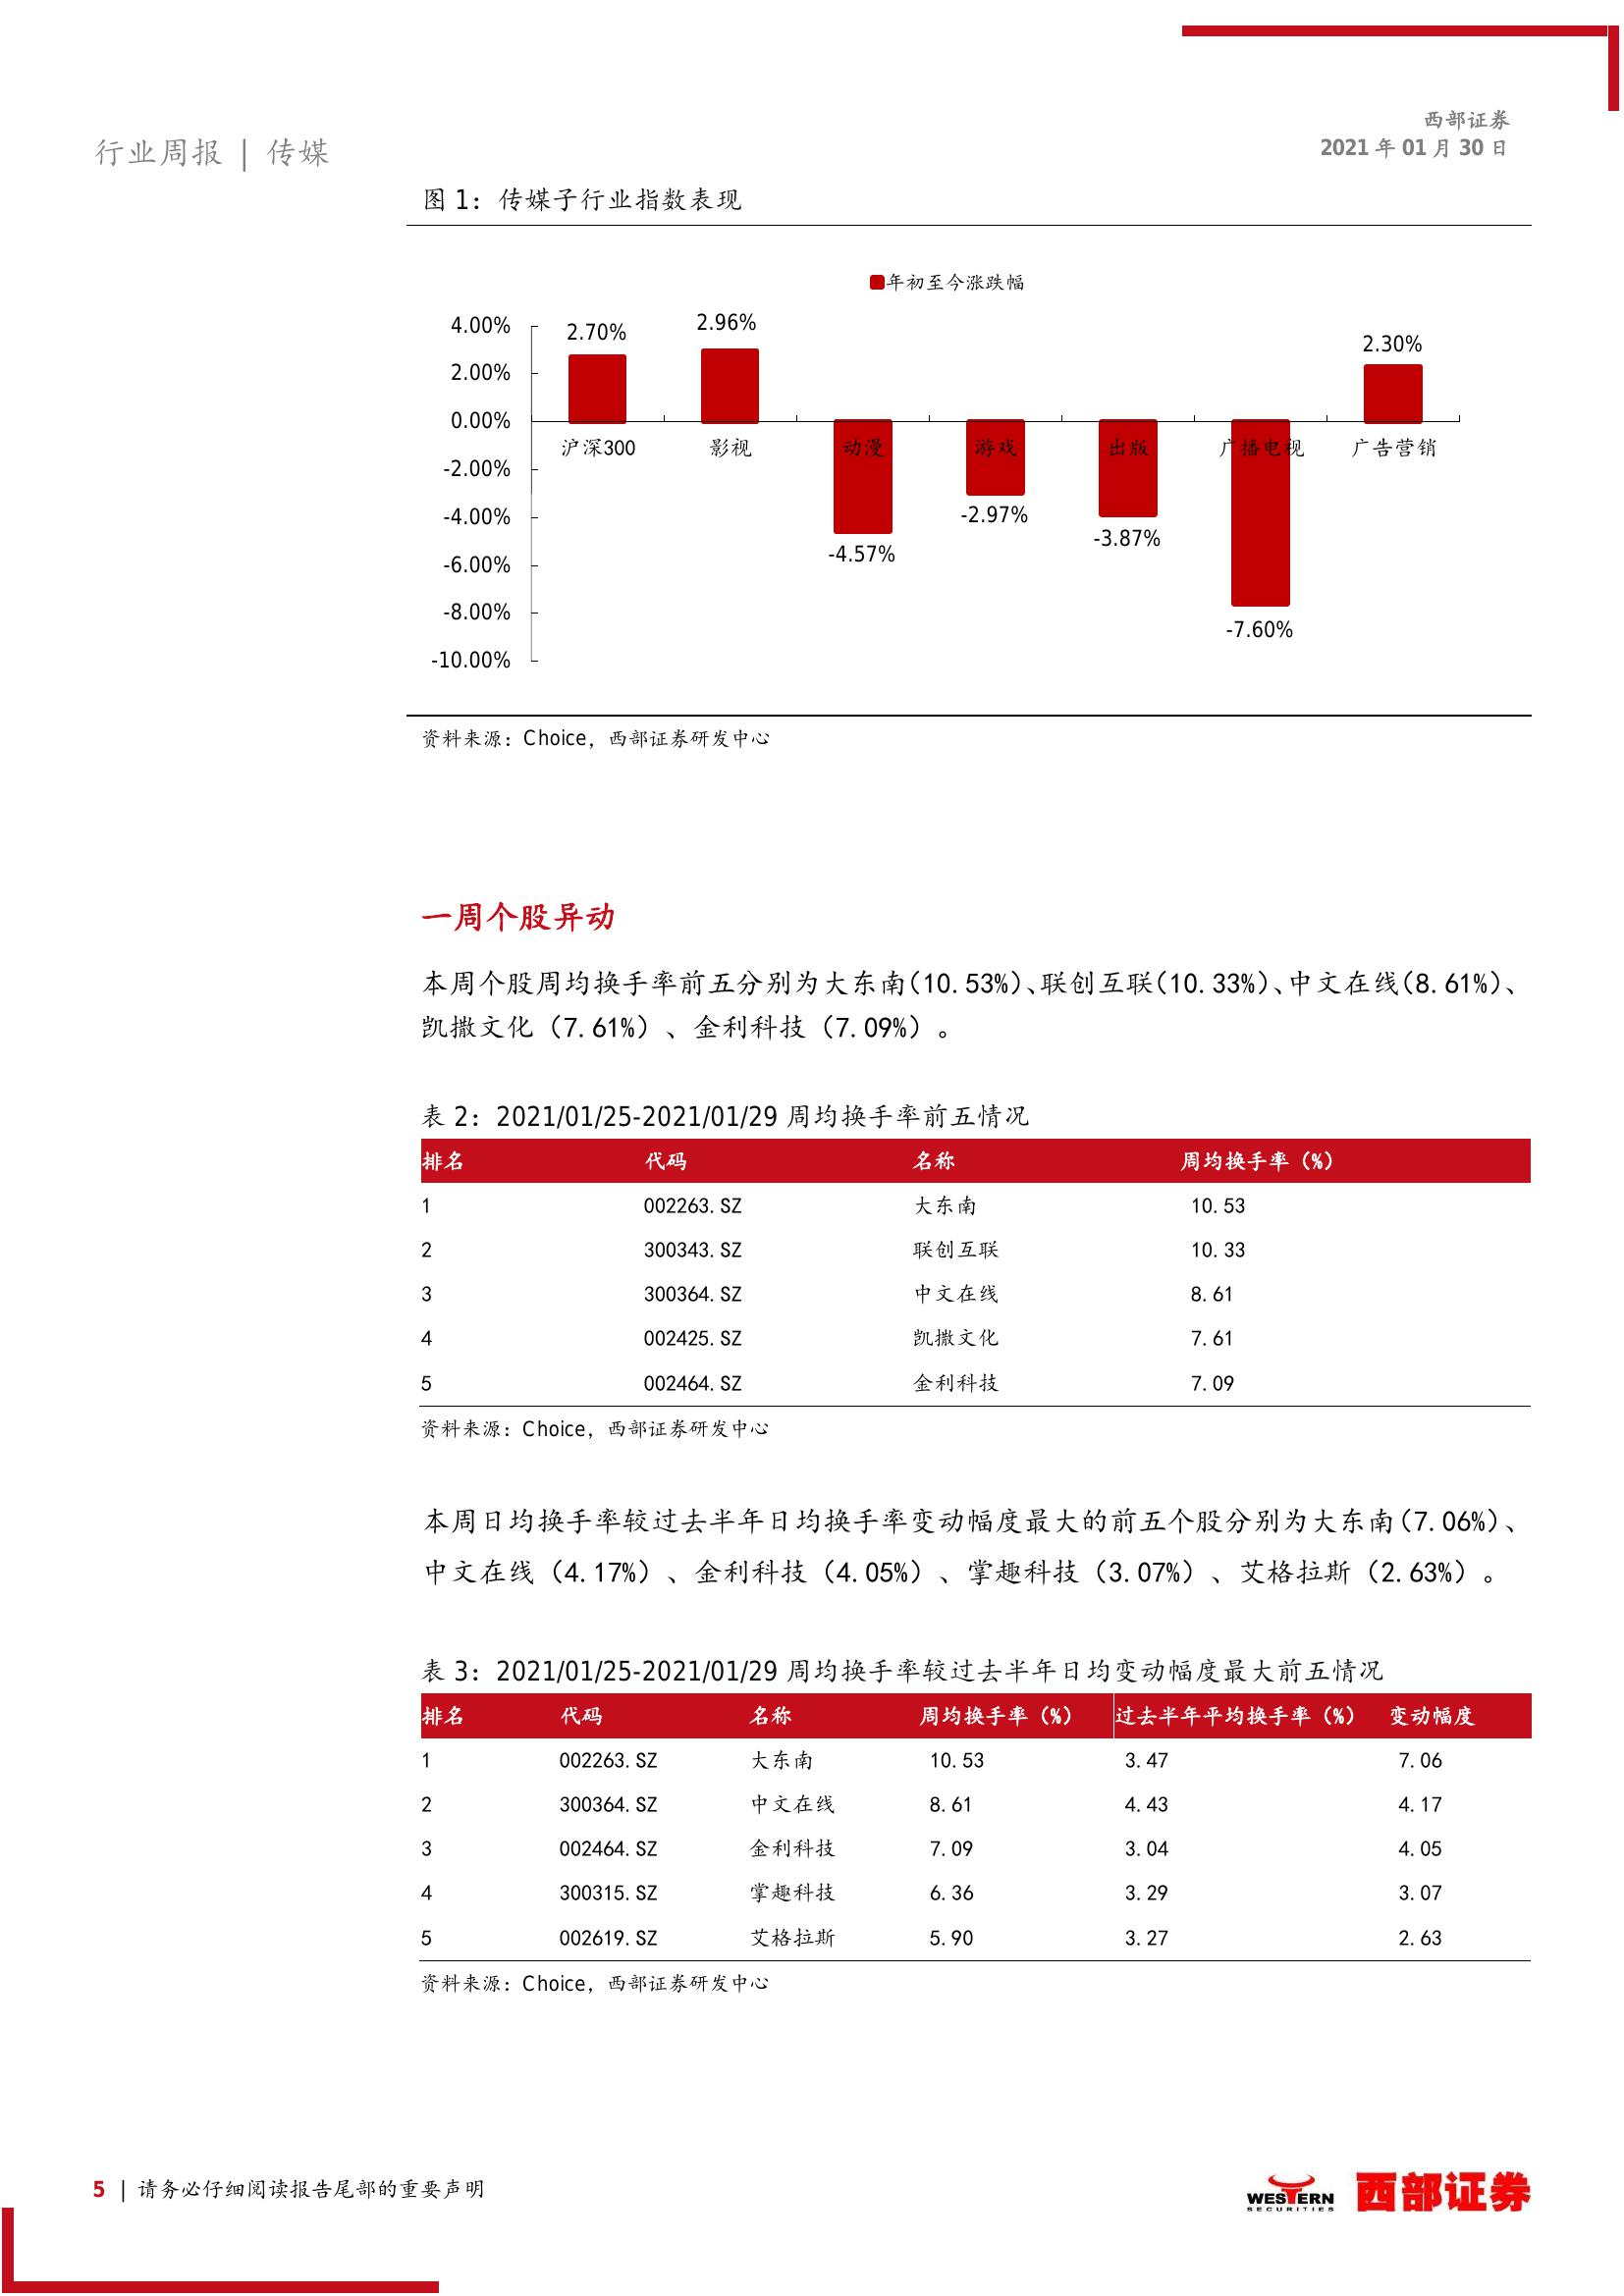 西部证券
行业周报 | 传媒
2021 年 01 月 30 日
图 1：传媒子行业指数表现
年初至今涨跌幅
4.00%
2.00%
0.00%
-2.00%
-4.00%
-6.00%
-8.00%
-10.00%
2.70%
2.96%
-4.57%
-2.97%
-3.87%
-7.60%
2.30%
沪深300 影视 动漫 游戏 出版 广播电视 广告营销
资料来源：Choice，西部证券研发中心
一周个股异动
本周个股周均换手率前五分别为大东南（10.53%）、联创互联（10.33%）、中文在线（8.61%）、
凯撒文化（7.61%）、金利科技（7.09%）。
表 2：2021/01/25-2021/01/29 周均换手率前五情况
排名 代码 名称 周均换手率（%）
1 002263.SZ 大东南 10.53
2 300343.SZ 联创互联 10.33
3 300364.SZ 中文在线 8.61
4 002425.SZ 凯撒文化 7.61
5 002464.SZ 金利科技 7.09
资料来源：Choice，西部证券研发中心
本周日均换手率较过去半年日均换手率变动幅度最大的前五个股分别为大东南（7.06%）、
中文在线（4.17%）、金利科技（4.05%）、掌趣科技（3.07%）、艾格拉斯（2.63%）。
表 3：2021/01/25-2021/01/29 周均换手率较过去半年日均变动幅度最大前五情况
排名 代码 名称 周均换手率（%） 过去半年平均换手率（%） 变动幅度
1 002263.SZ 大东南 10.53 3.47 7.06
2 300364.SZ 中文在线 8.61 4.43 4.17
3 002464.SZ 金利科技 7.09 3.04 4.05
4 300315.SZ 掌趣科技 6.36 3.29 3.07
5 002619.SZ 艾格拉斯 5.90 3.27 2.63
资料来源：Choice，西部证券研发中心
5 | 请务必仔细阅读报告尾部的重要声明
WESTERN
SECURITIES
西部证券